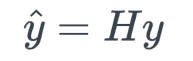 ŷ = Hy